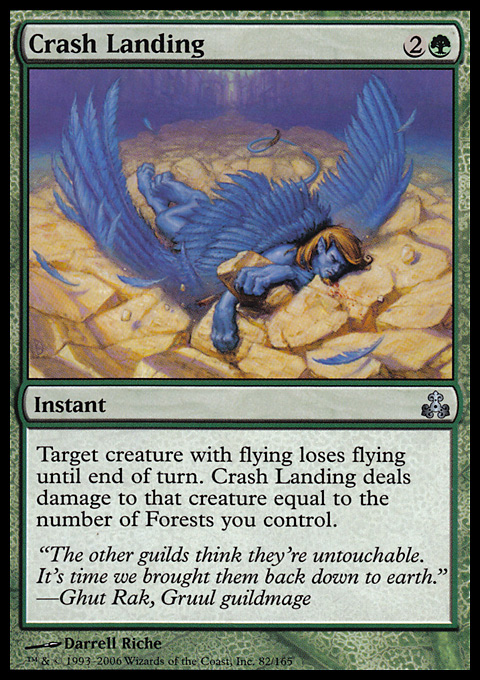 Crash Landing 2
Instant
Target creature with flying loses flying
until end of turn. Crash Landing deals
damage to that creature equal to the
number of Forests you control.
“The other guilds think they’re untouchable.
It’s time we brought them back down to earth.”
—Ghut Rak, Gruul guildmage
Darrell Riche
™ & © 1993–2006 Wizards of the Coast, Inc. 82/165